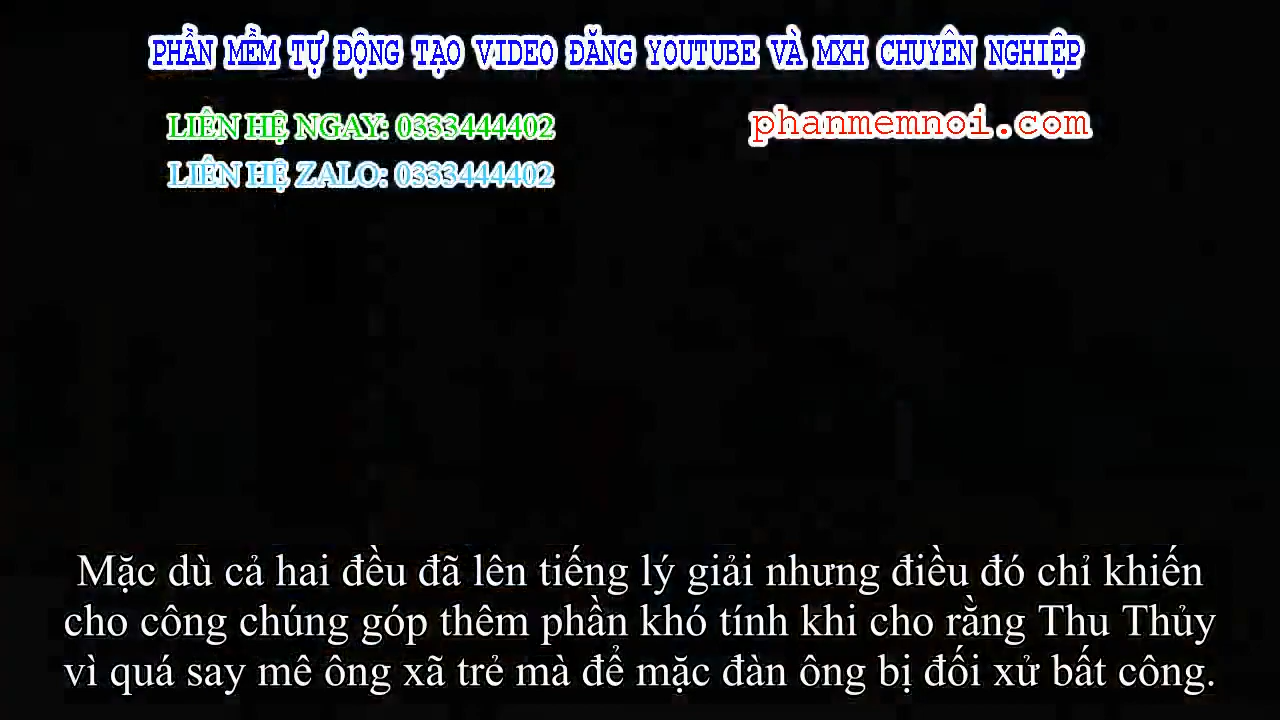 PHẦN MỀM TỰ ĐỘNG TẠO VIDEO ĐĂNG YOUTUBE VÀ MXH CHUYÊN NGHIỆP
LIÊN HỆ NGAY: 0333444402
phanmemnoi.com
LIÊN HỆ ZALO: 0333444402
Mặc dù cả hai đều đã lên tiếng lý giải nhưng điều đó chỉ khiến
cho công chúng góp thêm phần khó tính khi cho rằng Thu Thủy
vì quá say mê ông xã trẻ mà để mặc đàn ông bị đối xử bất công.